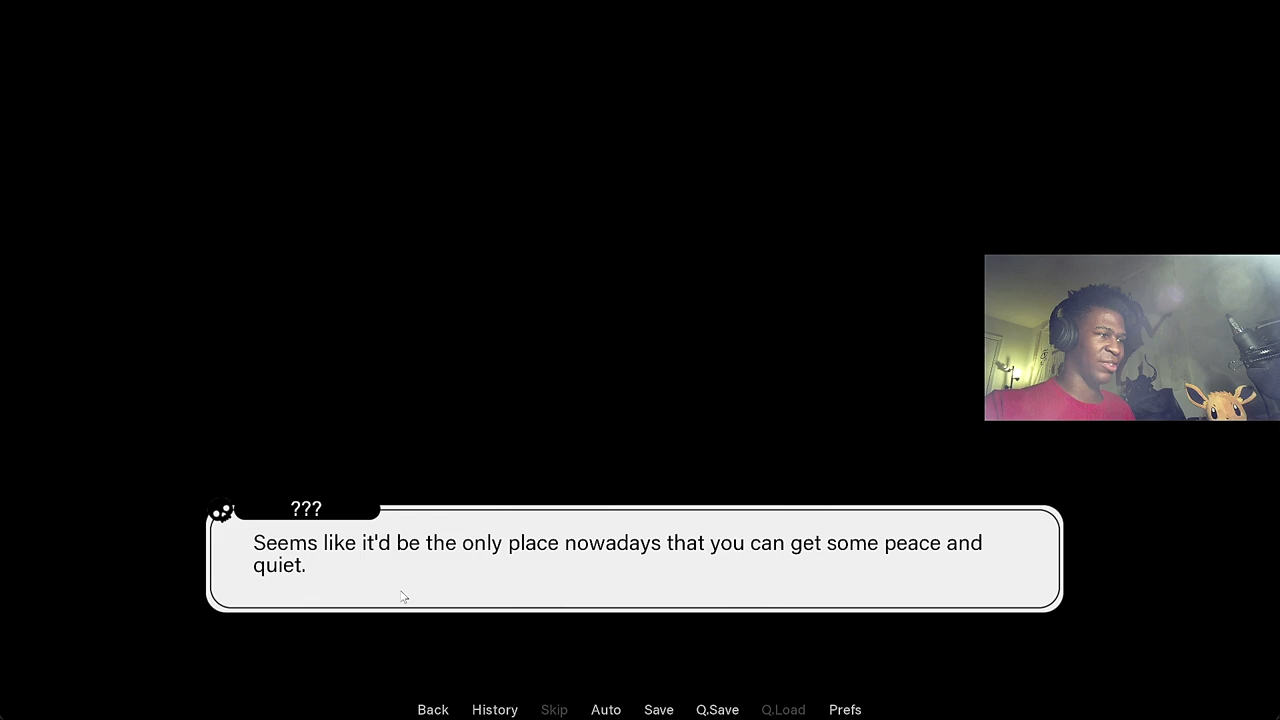 ???
Seems like it'd be the only place nowadays that you can get some peace and
quiet.
Back History Skip Auto Save Q.Save Q.Load Prefs